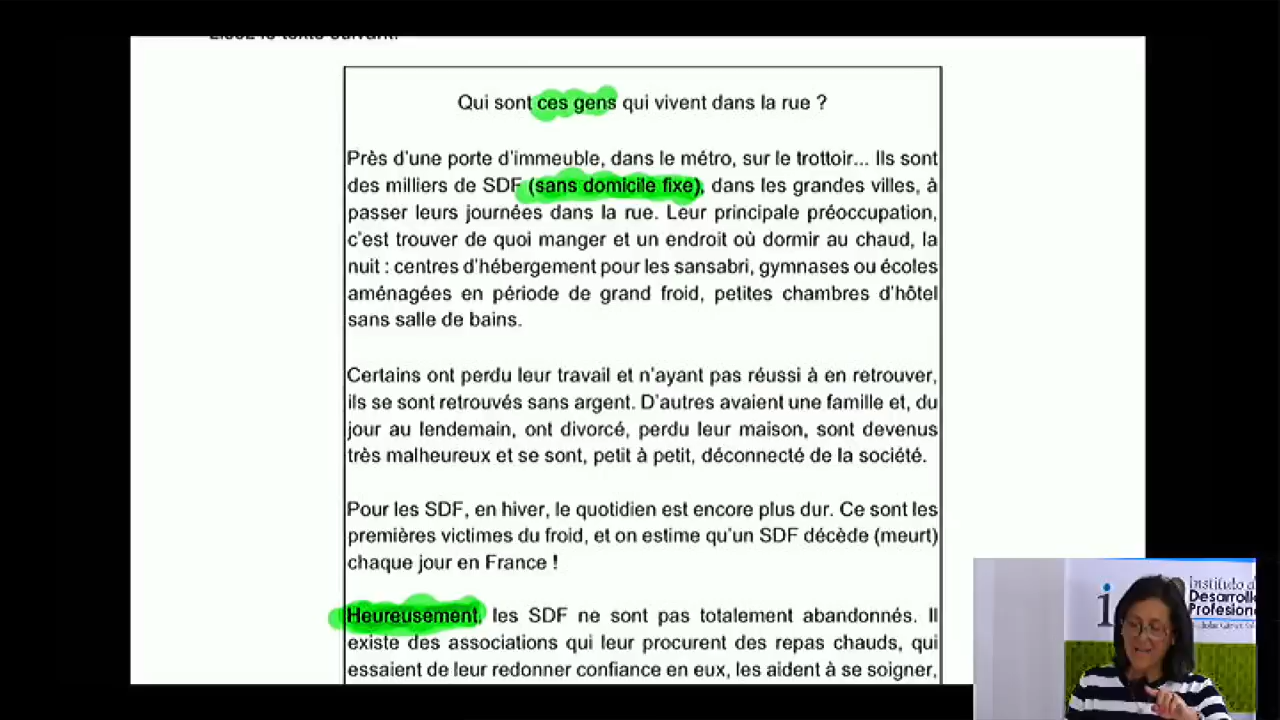 Lisez le texte suivant.
Qui sont ces gens qui vivent dans la rue ?
Près d'une porte d'immeuble, dans le métro, sur le trottoir... Ils sont
des milliers de SDF (sans domicile fixe), dans les grandes villes, à
passer leurs journées dans la rue. Leur principale préoccupation,
c'est trouver de quoi manger et un endroit où dormir au chaud, la
nuit : centres d'hébergement pour les sansabri, gymnases ou écoles
aménagées en période de grand froid, petites chambres d'hôtel
sans salle de bains.
Certains ont perdu leur travail et n'ayant pas réussi à en retrouver,
ils se sont retrouvés sans argent. D'autres avaient une famille et, du
jour au lendemain, ont divorcé, perdu leur maison, sont devenus
très malheureux et se sont, petit à petit, déconnecté de la société.
Pour les SDF, en hiver, le quotidien est encore plus dur. Ce sont les
premières victimes du froid, et on estime qu'un SDF décède (meurt)
chaque jour en France !
Heureusement, les SDF ne sont pas totalement abandonnés. Il
existe des associations qui leur procurent des repas chauds, qui
essaient de leur redonner confiance en eux, les aident à se soigner,
instituto d
Desarroll
Profesion